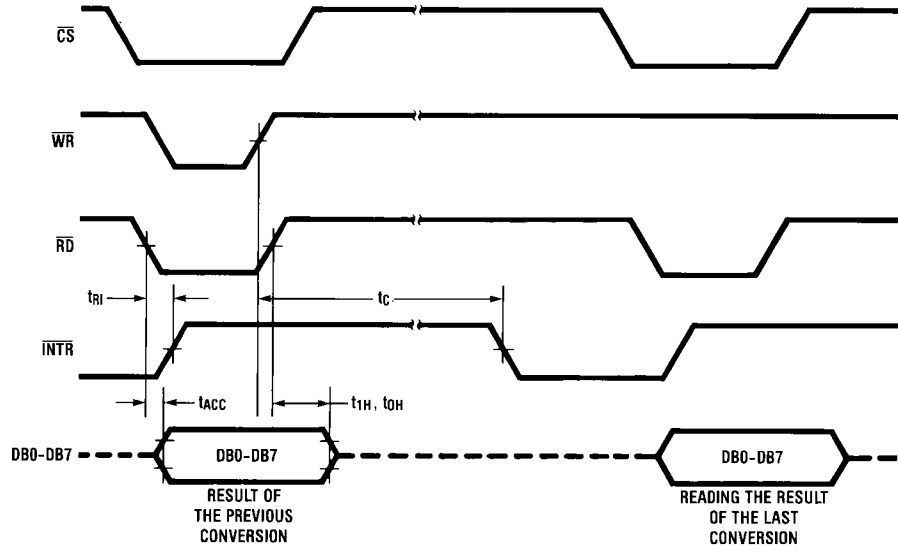 CS
WR
RD
tRI
tC
INTR
tACC
t1H, t0H
DB0-DB7
DB0-DB7
DB0-DB7
RESULT OF
THE PREVIOUS
CONVERSION
READING THE RESULT
OF THE LAST
CONVERSION